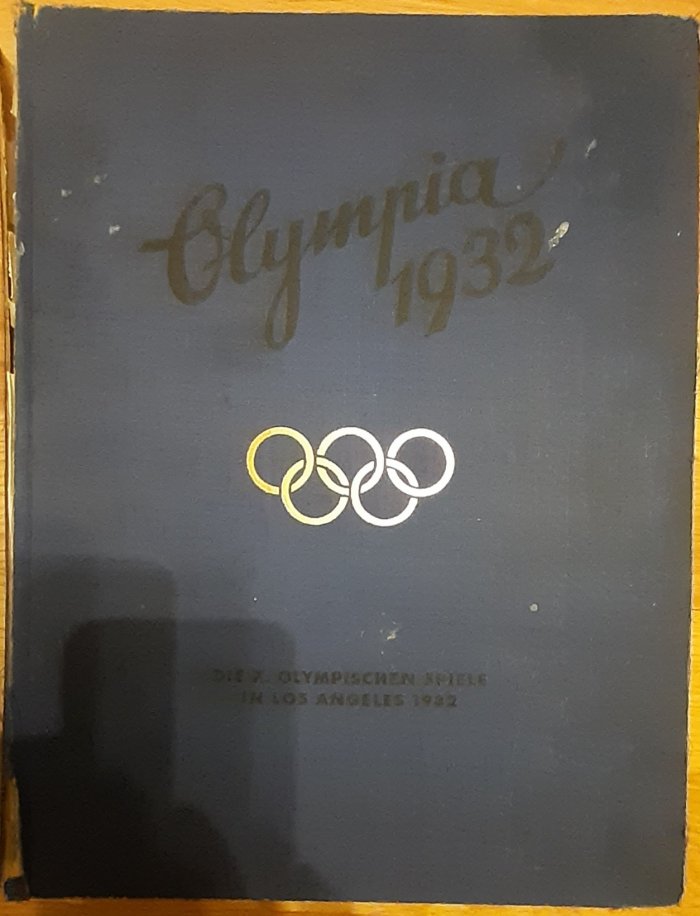 Olympia
1932
DIE X. OLYMPISCHEN SPIELE
IN LOS ANGELES 1932